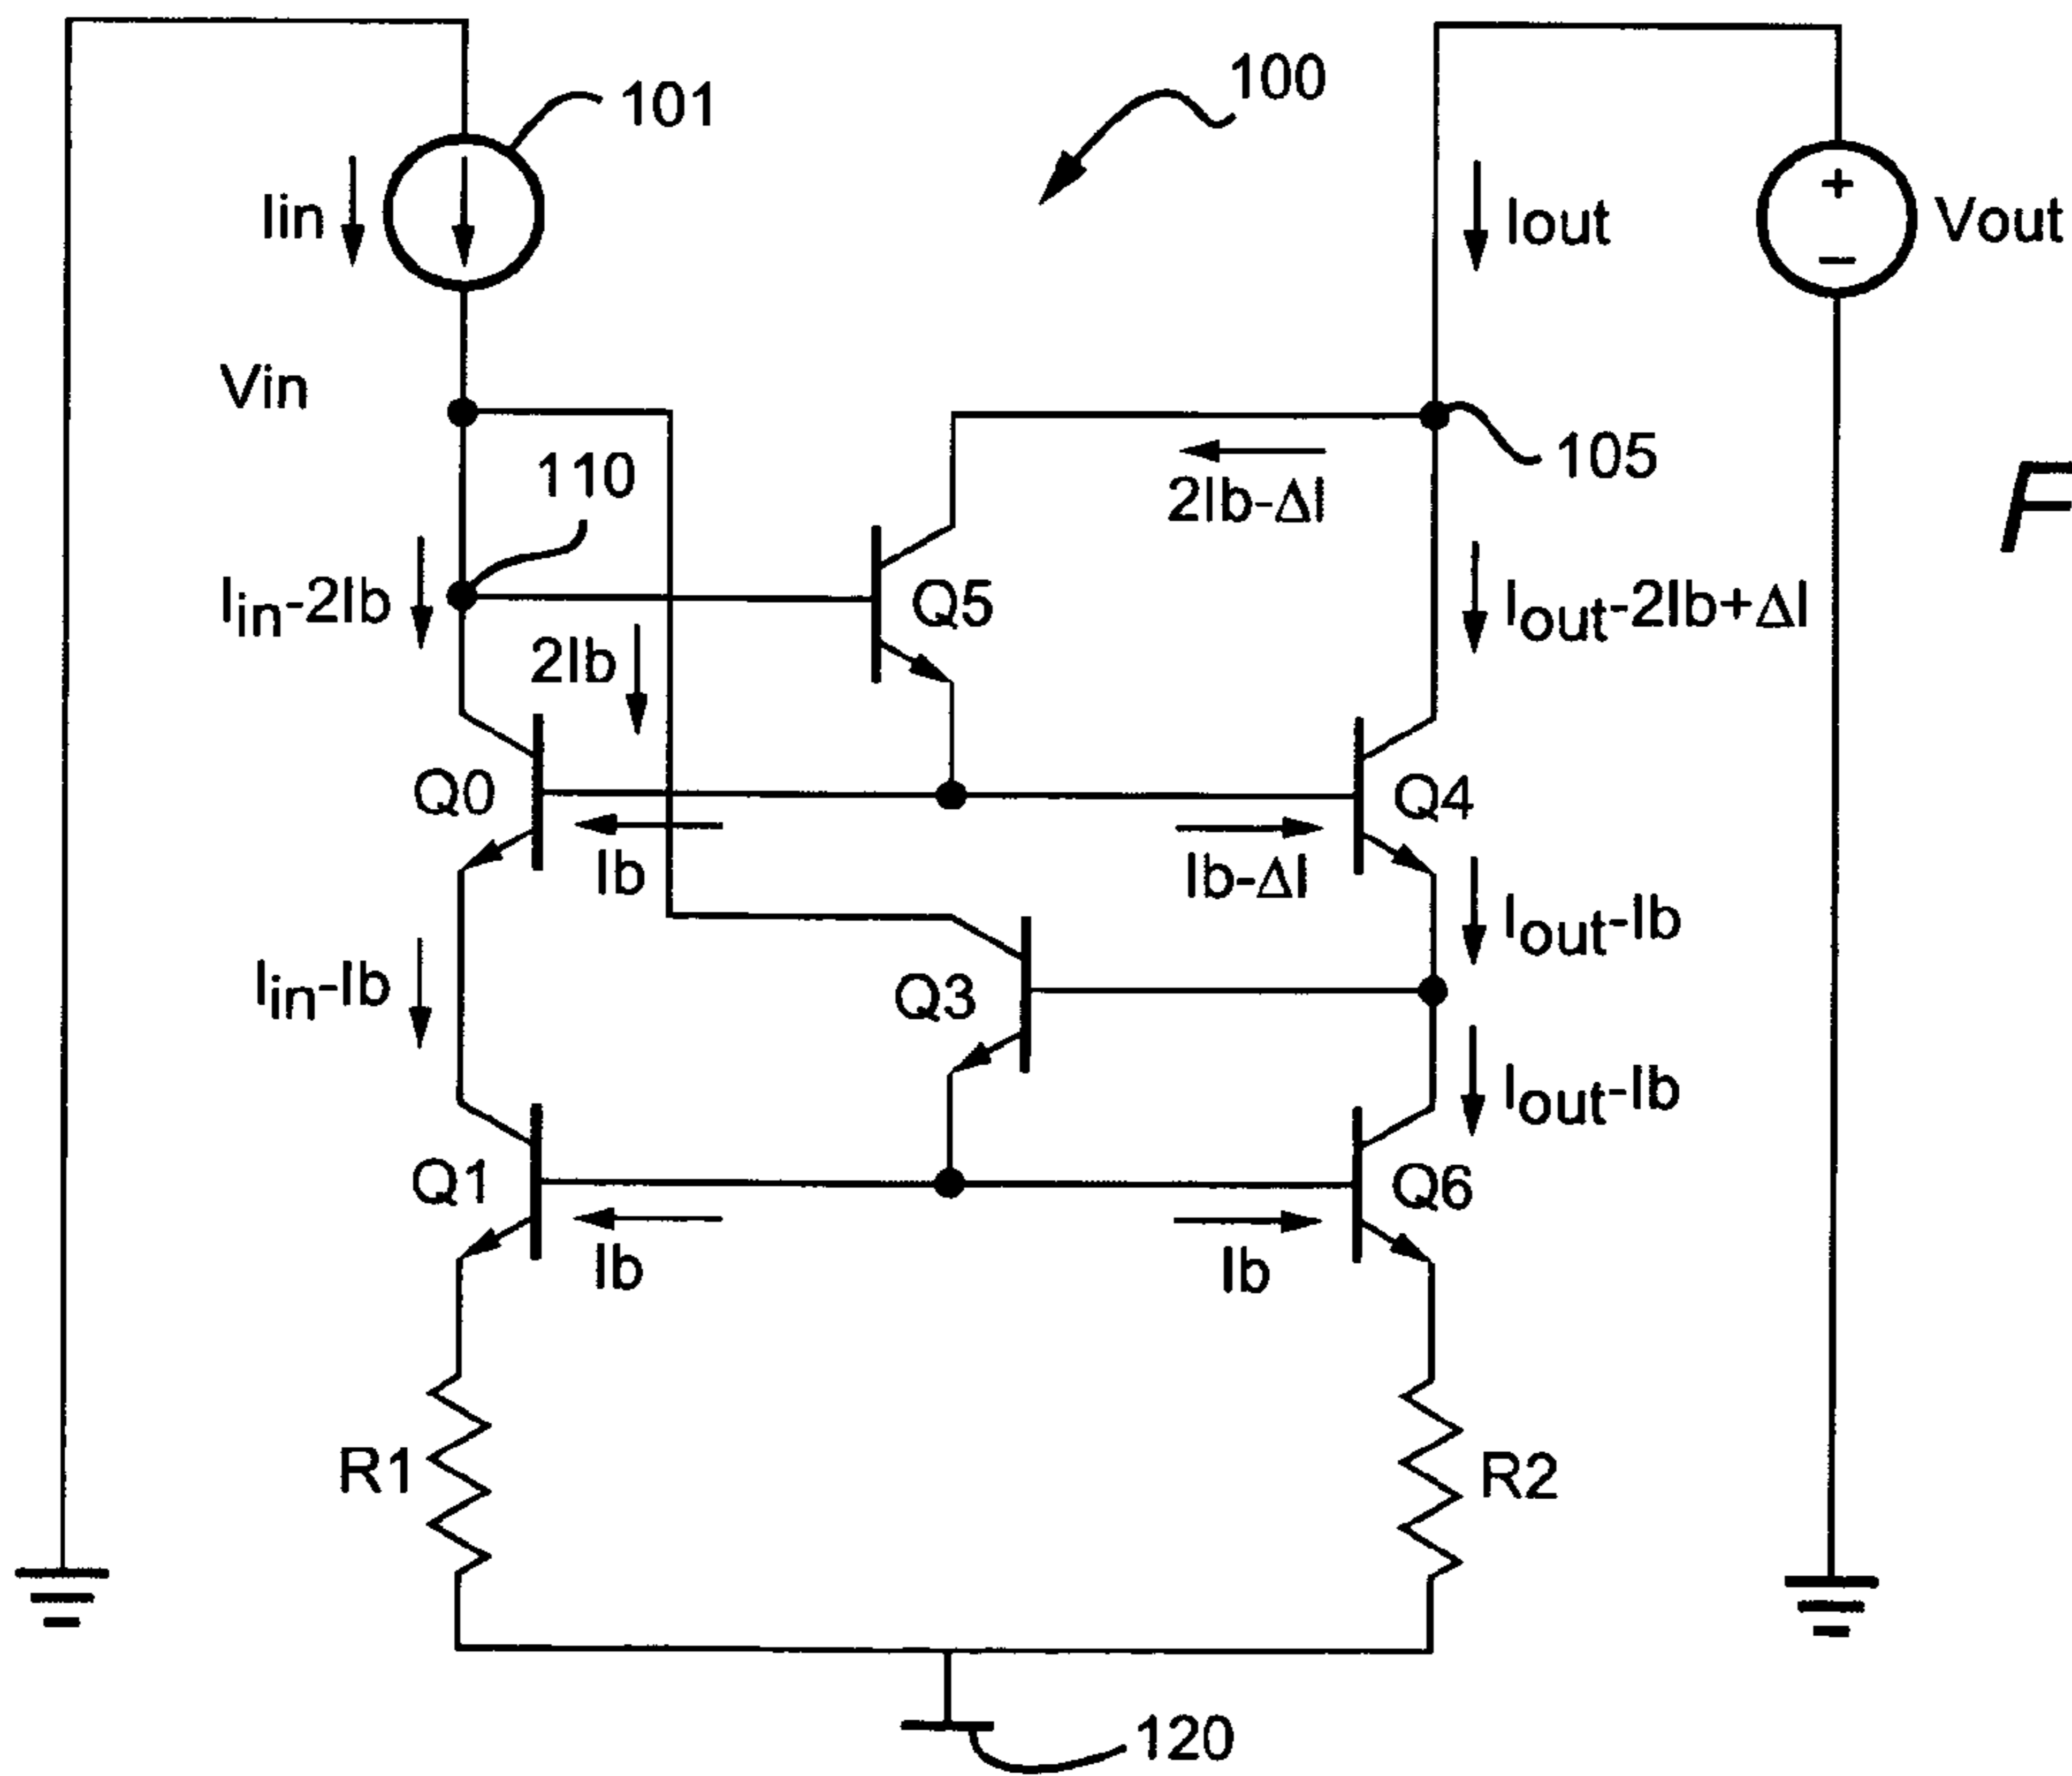 101
100
Iin
Iout
+
−
Vout
Vin
110
105
2Ib-ΔI
F
Iin-2Ib
2Ib
Q5
Iout-2Ib+ΔI
Q0
Q4
Ib
Ib-ΔI
Iout-Ib
Iin-Ib
Q3
Iout-Ib
Q1
Q6
Ib
Ib
R1
R2
120